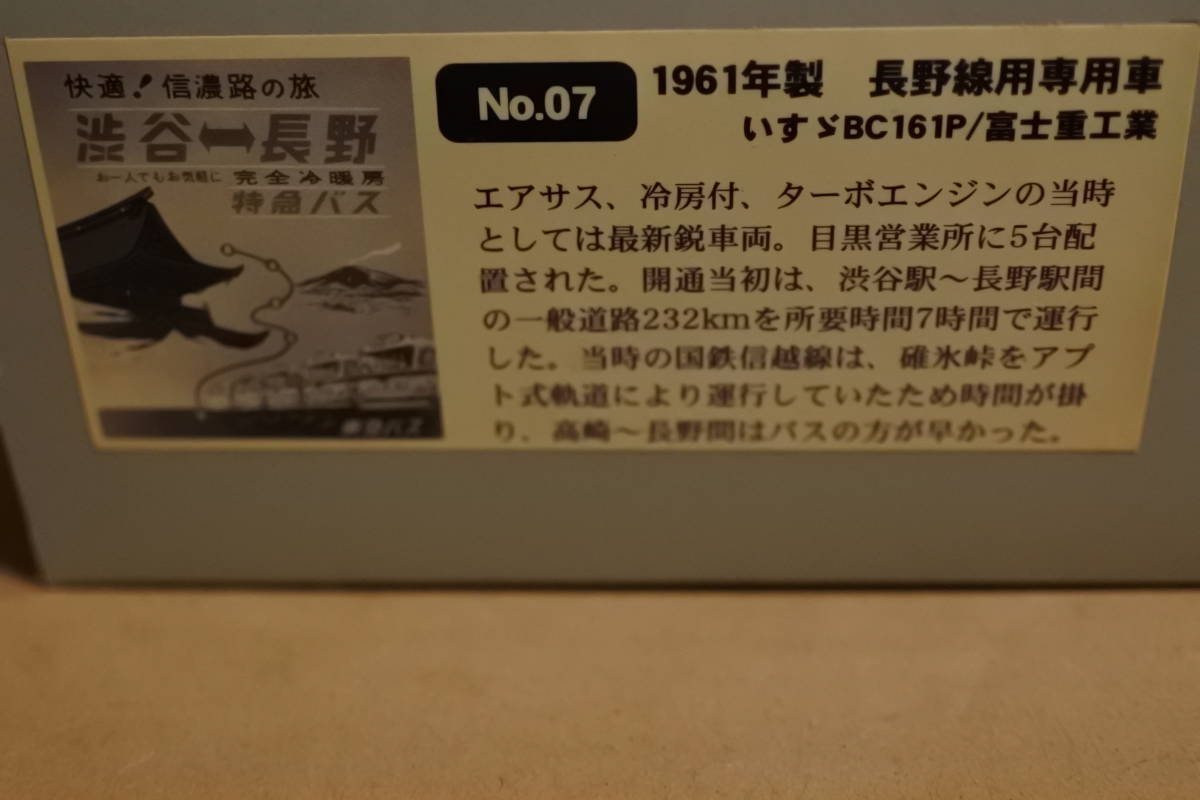 快適！信濃路の旅
渋谷↔長野
お一人でもお気軽に 完全冷暖房
特急バス
東急バス
No.07
1961年製 長野線用専用車
いすゞBC161P/富士重工業
エアサス、冷房付、ターボエンジンの当時
としては最新鋭車両。目黒営業所に5台配
置された。開通当初は、渋谷駅～長野駅間
の一般道路232kmを所要時間7時間で運行
した。当時の国鉄信越線は、碓氷峠をアプ
ト式軌道により運行していたため時間が掛
り、高崎～長野間はバスの方が早かった。